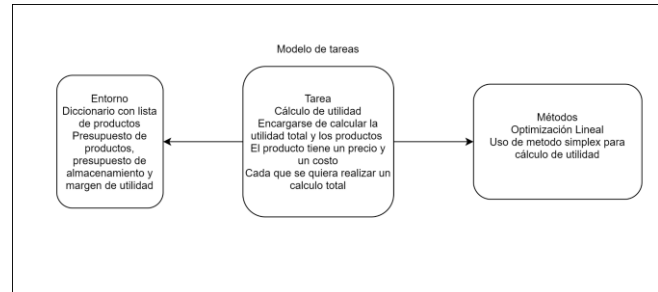 Modelo de tareas
Entorno
Diccionario con lista
de productos
Presupuesto de
productos,
presupuesto de
almacenamiento y
margen de utilidad
Tarea
Cálculo de utilidad
Encargarse de calcular la
utilidad total y los productos
El producto tiene un precio y
un costo
Cada que se quiera realizar un
calculo total
Métodos
Optimización Lineal
Uso de metodo simplex para
cálculo de utilidad